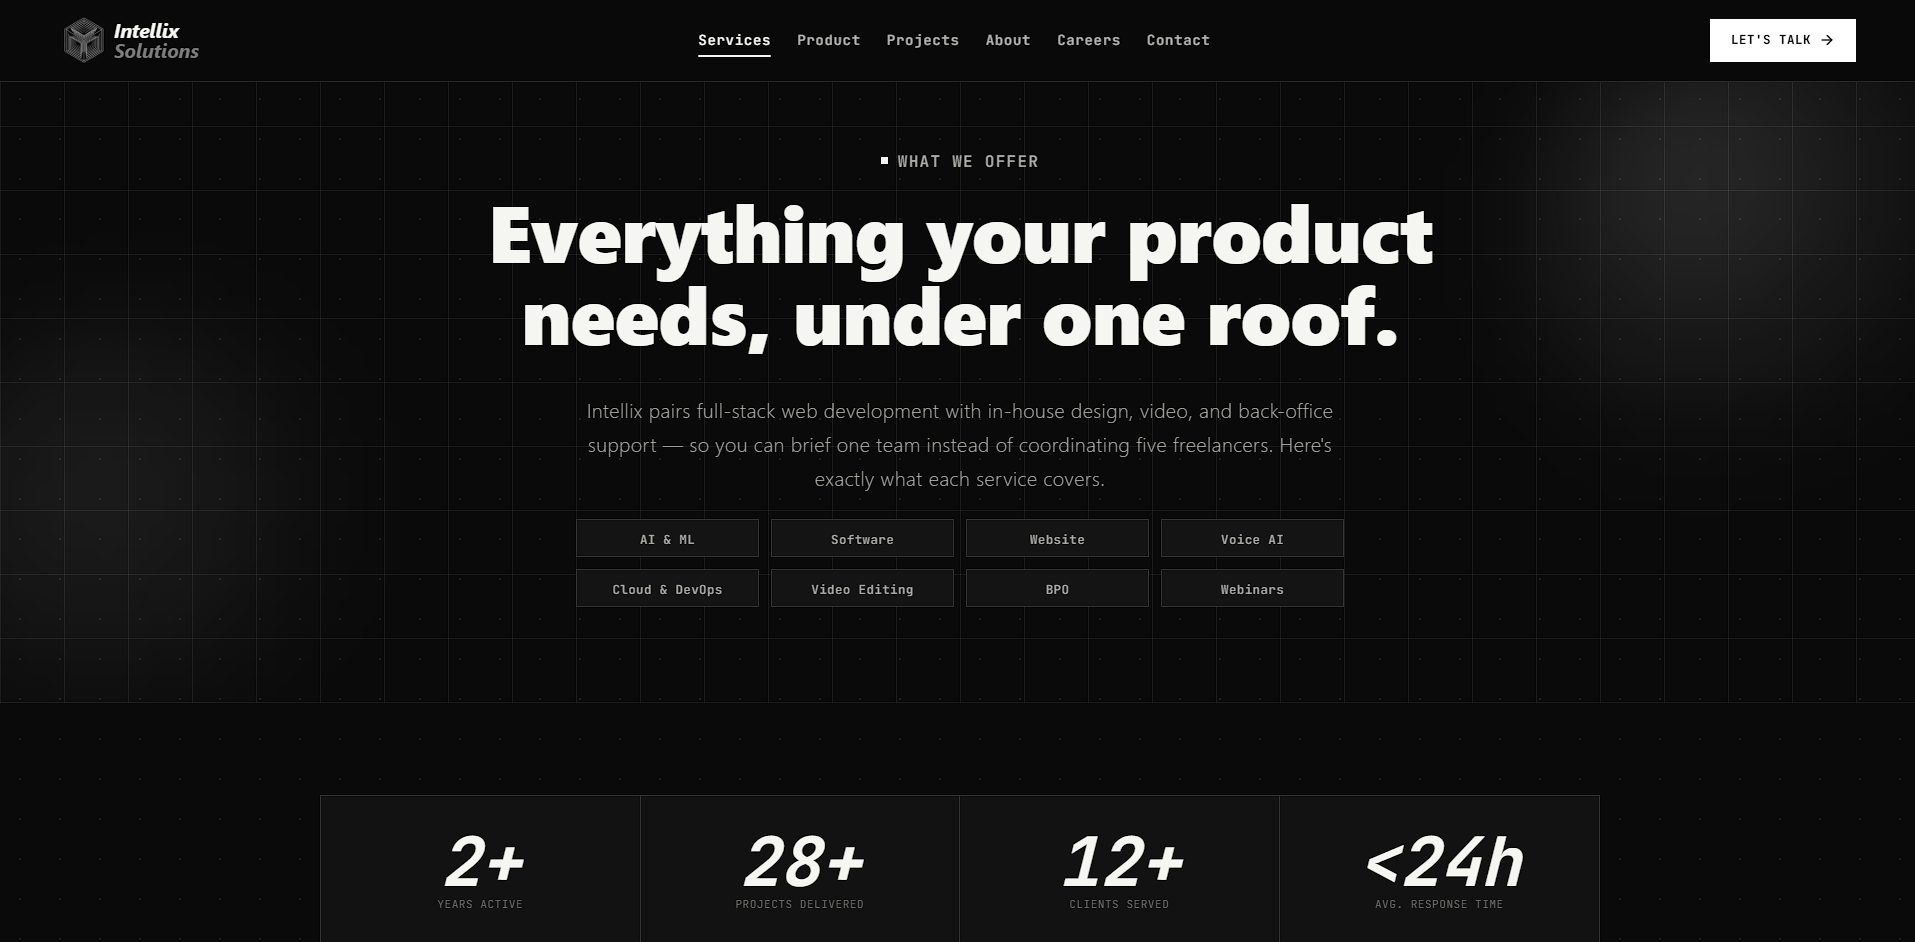 Intellix
Solutions
Services Product Projects About Careers Contact
LET'S TALK →
WHAT WE OFFER
Everything your product
needs, under one roof.
Intellix pairs full-stack web development with in-house design, video, and back-office
support — so you can brief one team instead of coordinating five freelancers. Here's
exactly what each service covers.
AI & ML Software Website Voice AI
Cloud & DevOps Video Editing BPO Webinars
2+ 28+ 12+ <24h
YEARS ACTIVE PROJECTS DELIVERED CLIENTS SERVED AVG. RESPONSE TIME